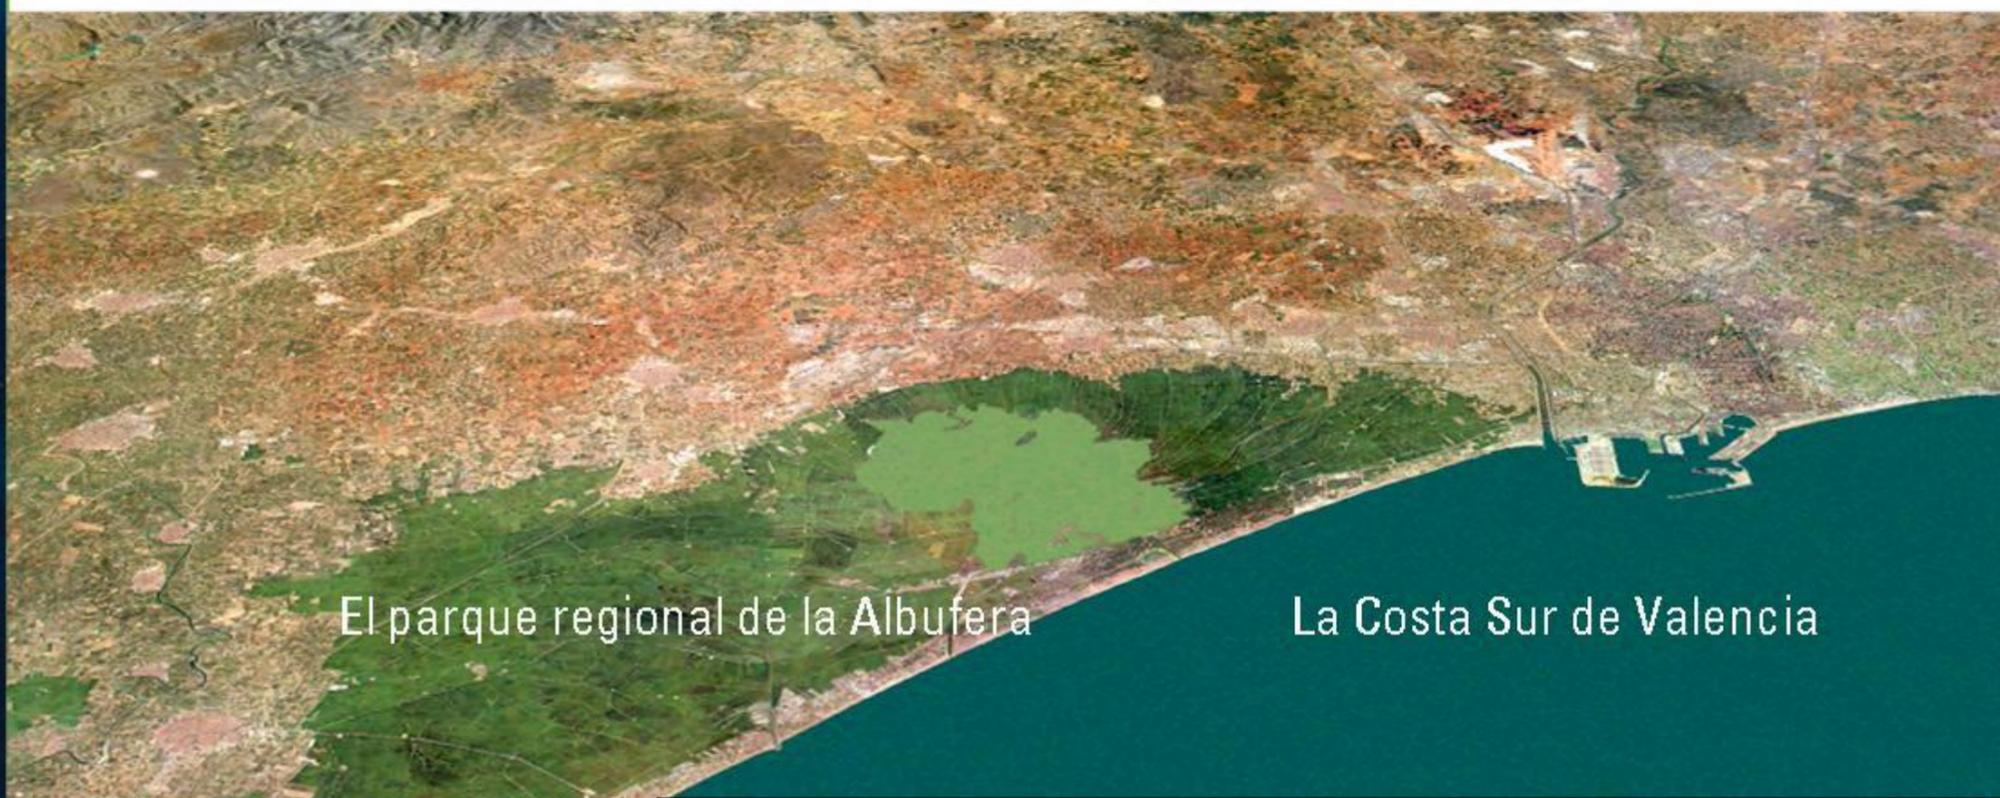 El parque regional de la Albufera
La Costa Sur de Valencia